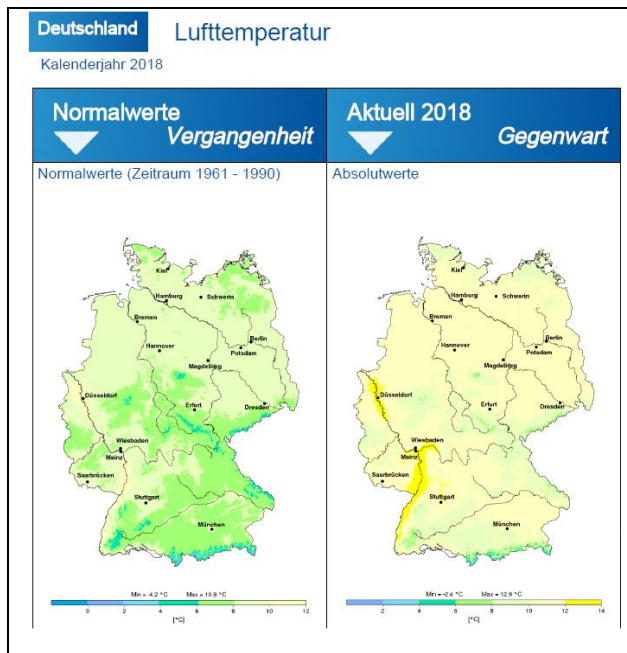 Deutschland
Lufttemperatur
Kalenderjahr 2018
Normalwerte
Vergangenheit
Aktuell 2018
Gegenwart
Normalwerte (Zeitraum 1961 - 1990)
Absolutwerte
Kiel
Hamburg
Schwerin
Bremen
Berlin
Hannover
Potsdam
Magdeburg
Düsseldorf
Erfurt
Dresden
Wiesbaden
Mainz
Saarbrücken
Stuttgart
München
Kiel
Hamburg
Schwerin
Bremen
Berlin
Hannover
Potsdam
Magdeburg
Düsseldorf
Erfurt
Dresden
Wiesbaden
Mainz
Saarbrücken
Stuttgart
München
Min = -4.2 °C Max = 10.8 °C
0 2 4 6 8 10 12
[°C]
Min = -2.4 °C Max = 12.9 °C
2 4 6 8 10 12 14
[°C]